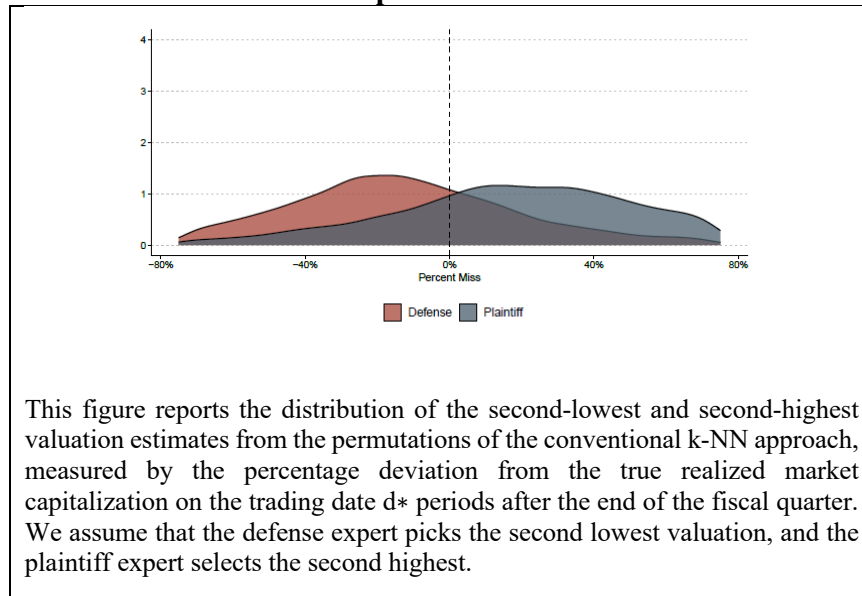 4
3
2
1
0
−80%
−40%
0%
40%
80%
Percent Miss
Defense
Plaintiff
This figure reports the distribution of the second-lowest and second-highest
valuation estimates from the permutations of the conventional k-NN approach,
measured by the percentage deviation from the true realized market
capitalization on the trading date d∗ periods after the end of the fiscal quarter.
We assume that the defense expert picks the second lowest valuation, and the
plaintiff expert selects the second highest.